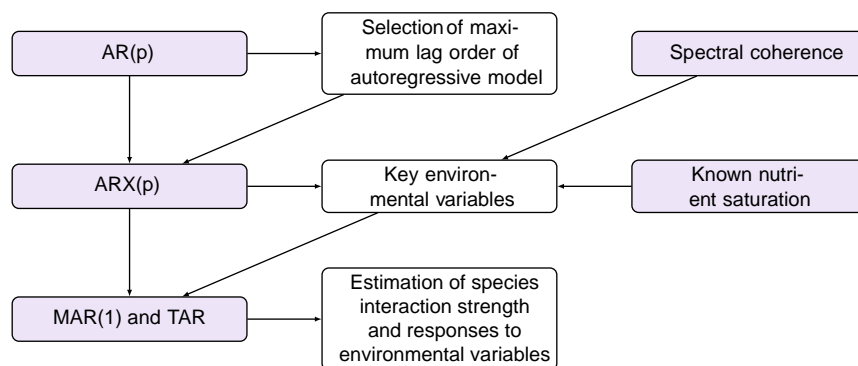 AR(p)
Selection of maxi-
mum lag order of
autoregressive model
Spectral coherence
ARX(p)
Key environ-
mental variables
Known nutri-
ent saturation
MAR(1) and TAR
Estimation of species
interaction strength
and responses to
environmental variables